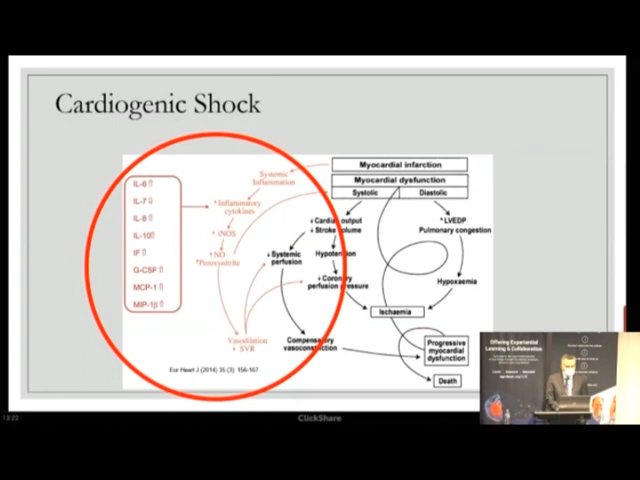 Cardiogenic Shock
IL-6⇧
IL-7⇩
IL-8⇧
IL-10⇧
IF⇧
G-CSF⇧
MCP-1⇧
MIP-1β⇧
Systemic
Inflammation
Inflammatory
cytokines
iNOS
NO
Peroxynitrite
Vasodilation
SVR
Myocardial infarction
Myocardial dysfunction
Systolic
Diastolic
↓Cardiac output
↓Stroke volume
LVEDP
Pulmonary congestion
↓Systemic
perfusion
Hypotension
↓Coronary
perfusion pressure
Hypoxaemia
Ischaemia
Compensatory
vasoconstriction
Progressive
myocardial
dysfunction
Death
Eur Heart J (2014) 35 (3): 156-167
Offering Experiential
Learning & Collaboration
13:22
ClickShare